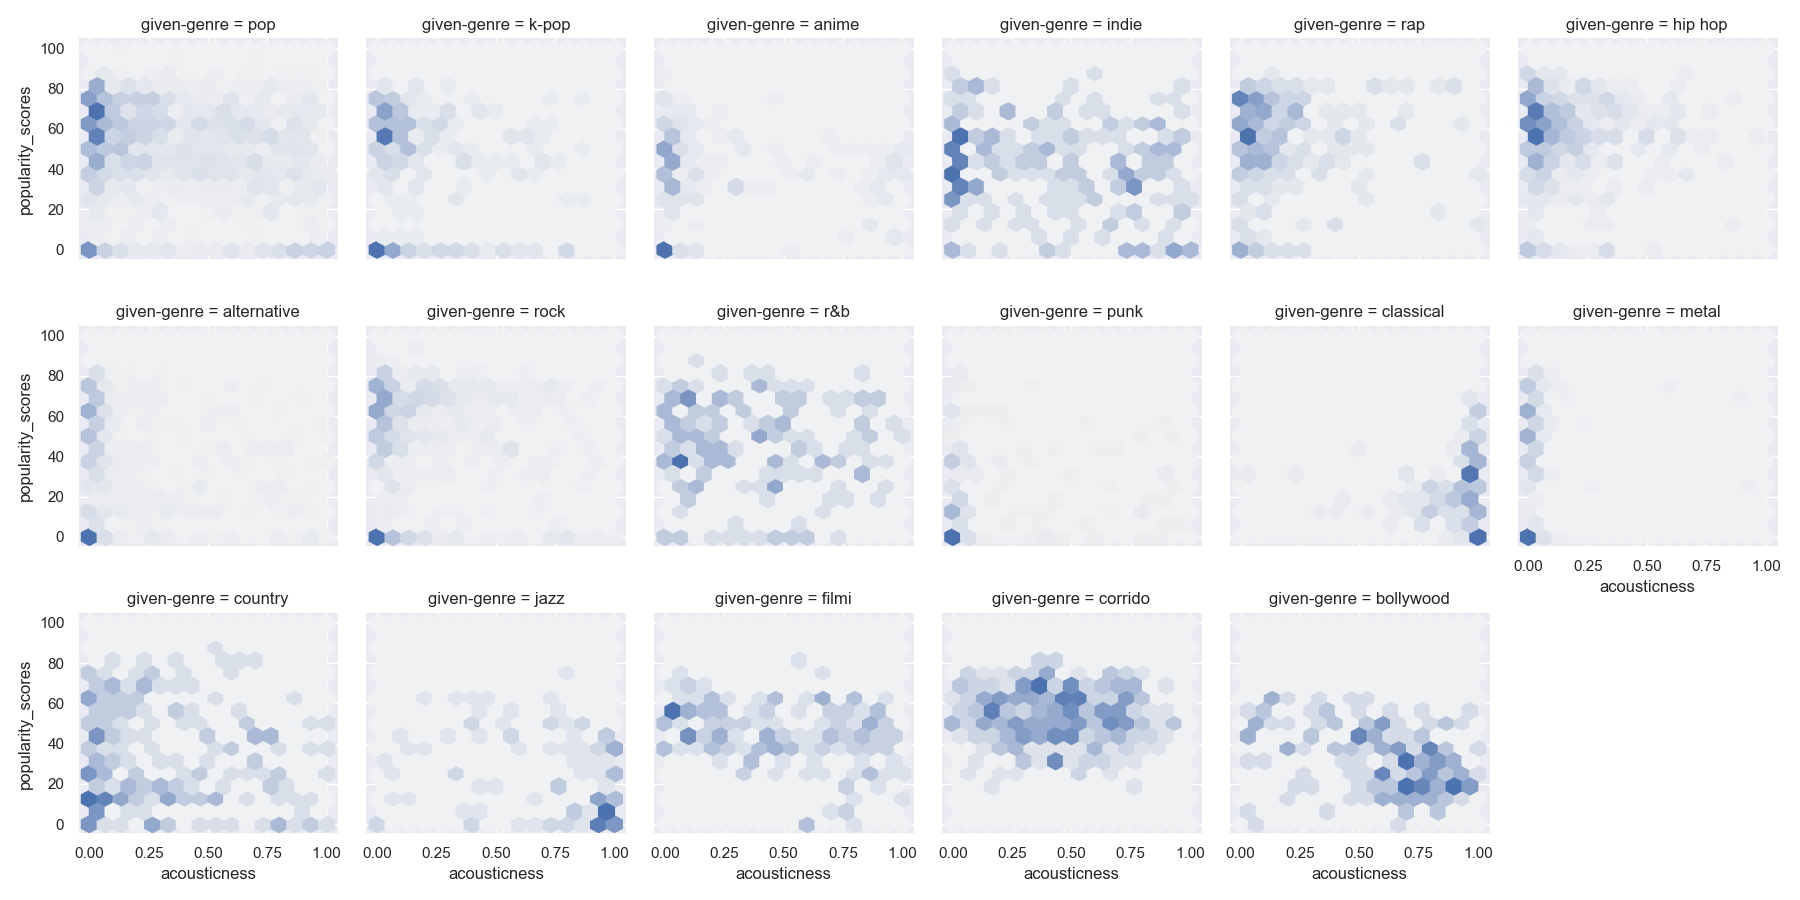 given-genre = pop
given-genre = k-pop
given-genre = anime
given-genre = indie
given-genre = rap
given-genre = hip hop
100
80
60
40
20
0
popularity_scores
given-genre = alternative
given-genre = rock
given-genre = r&b
given-genre = punk
given-genre = classical
given-genre = metal
100
80
60
40
20
0
popularity_scores
0.00 0.25 0.50 0.75 1.00
acousticness
given-genre = country
given-genre = jazz
given-genre = filmi
given-genre = corrido
given-genre = bollywood
100
80
60
40
20
0
popularity_scores
0.00 0.25 0.50 0.75 1.00
acousticness
0.00 0.25 0.50 0.75 1.00
acousticness
0.00 0.25 0.50 0.75 1.00
acousticness
0.00 0.25 0.50 0.75 1.00
acousticness
0.00 0.25 0.50 0.75 1.00
acousticness